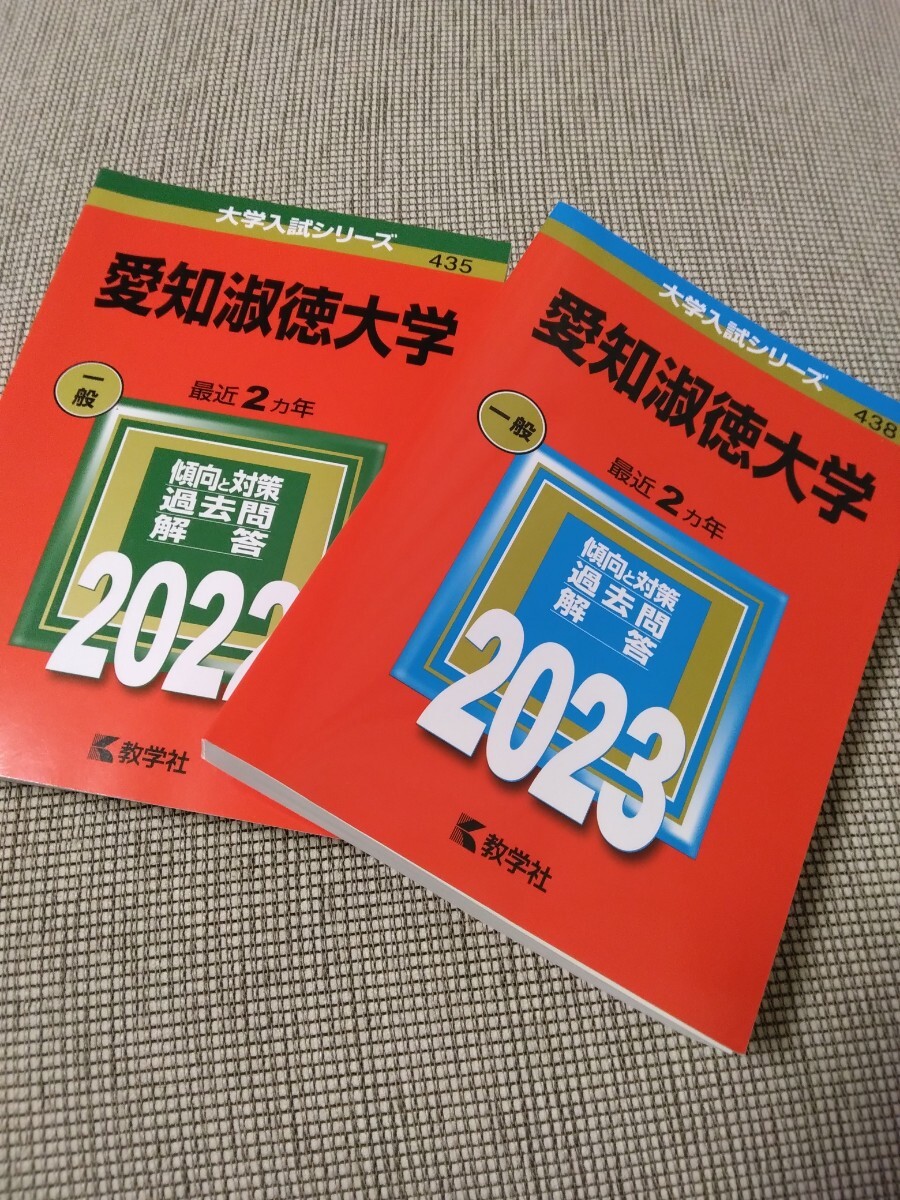 大学入試シリーズ
435
愛知淑徳大学
一般
最近2カ年
傾向と対策
過去問
解答
2022
教学社
大学入試シリーズ
438
愛知淑徳大学
一般
最近2カ年
傾向と対策
過去問
解答
2023
教学社